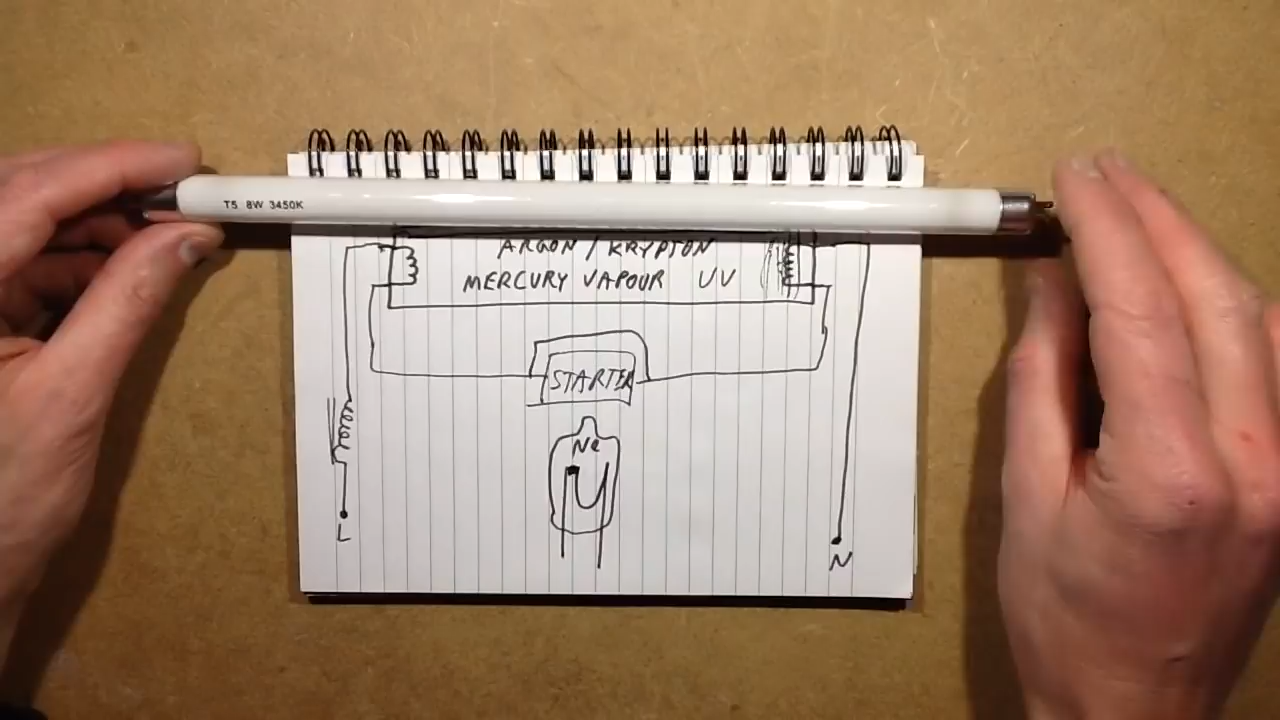 T5 8W 3450K
ARGON / KRYPTON
MERCURY VAPOUR UV
STARTER
Ne
L
N